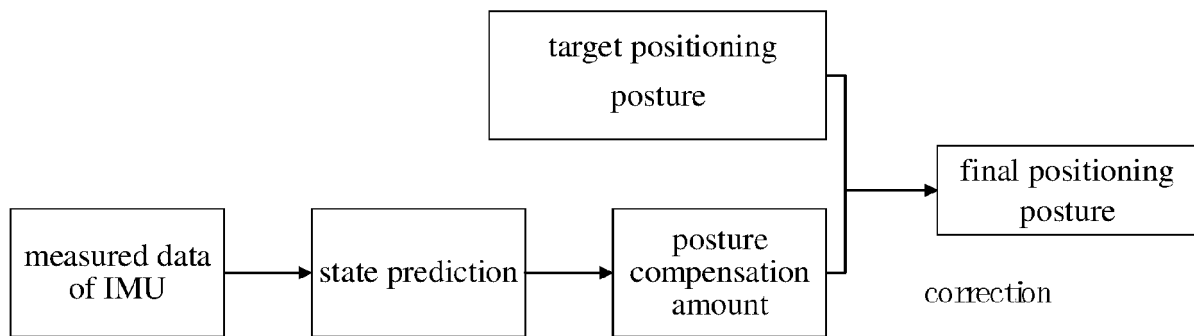 target positioning
posture
final positioning
posture
measured data
of IMU
state prediction
posture
compensation
amount
correction